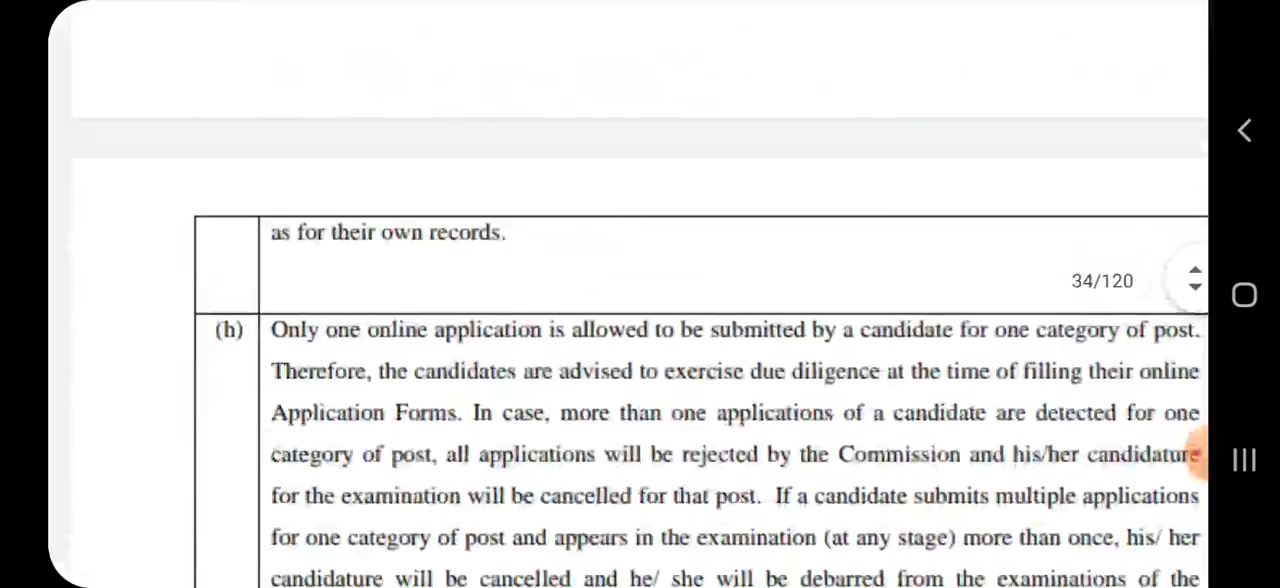 as for their own records.
34/120
(h) Only one online application is allowed to be submitted by a candidate for one category of post.
Therefore, the candidates are advised to exercise due diligence at the time of filling their online
Application Forms. In case, more than one applications of a candidate are detected for one
category of post, all applications will be rejected by the Commission and his/her candidature
for the examination will be cancelled for that post. If a candidate submits multiple applications
for one category of post and appears in the examination (at any stage) more than once, his/ her
candidature will be cancelled and he/ she will be debarred from the examinations of the